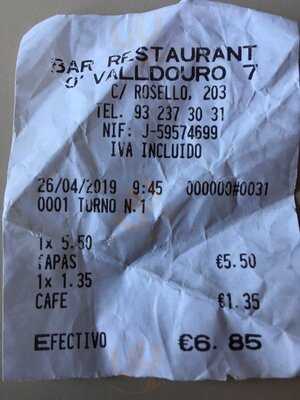 BAR RESTAURANT
O' VALLDOURO 7
C/ ROSELLO, 203
TEL. 93 237 30 31
NIF: J-59574699
IVA INCLUIDO
26/04/2019 9:45 000000#0031
0001 TURNO N.1
1x 5.50
TAPAS €5.50
1x 1.35
CAFE €1.35
EFECTIVO €6.85